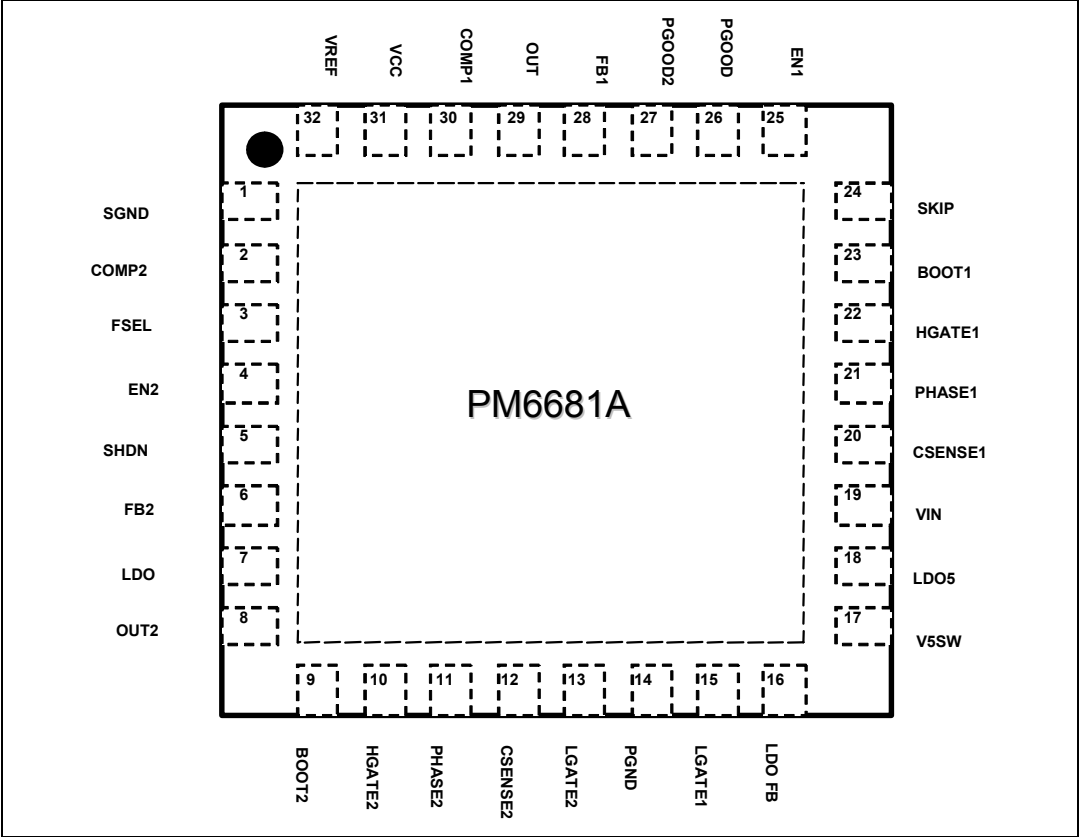 VREF
VCC
COMP1
OUT
FB1
PGOOD2
PGOOD
EN1
32
31
30
29
28
27
26
25
1
SGND
2
COMP2
3
FSEL
4
EN2
5
SHDN
6
FB2
7
LDO
8
OUT2
PM6681A
24
SKIP
23
BOOT1
22
HGATE1
21
PHASE1
20
CSENSE1
19
VIN
18
LDO5
17
V5SW
9
10
11
12
13
14
15
16
BOOT2
HGATE2
PHASE2
CSENSE2
LGATE2
PGND
LGATE1
LDO FB